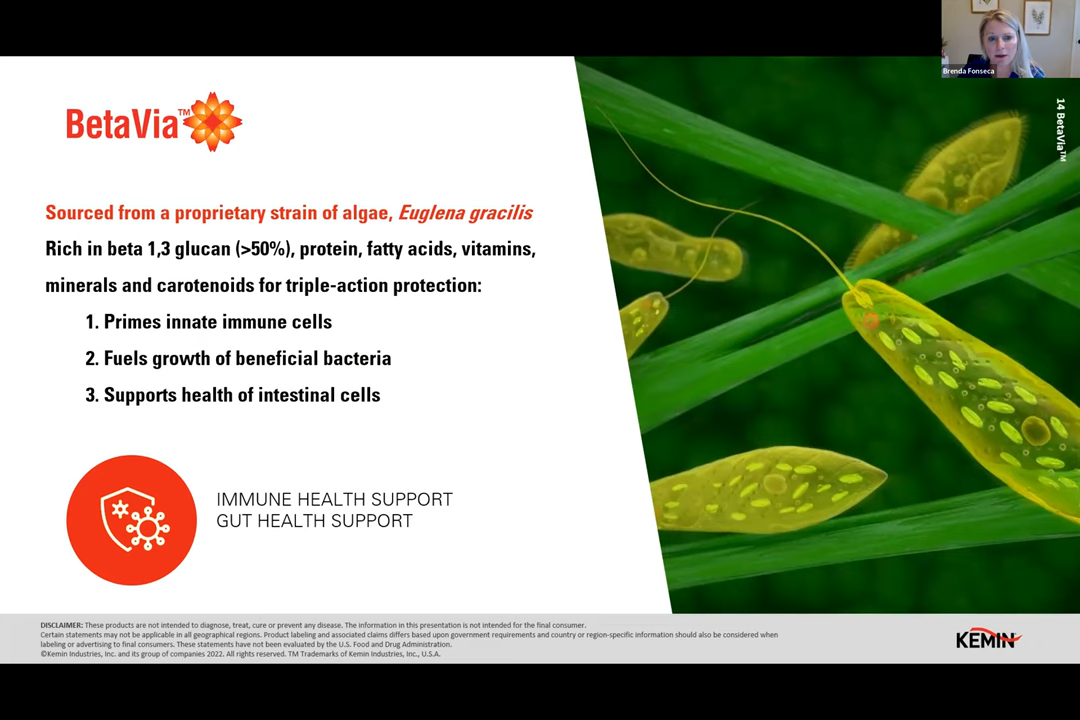 Brenda Fonseca
14 BetaVia™
BetaVia™
Sourced from a proprietary strain of algae, Euglena gracilis
Rich in beta 1,3 glucan (>50%), protein, fatty acids, vitamins,
minerals and carotenoids for triple-action protection:
1. Primes innate immune cells
2. Fuels growth of beneficial bacteria
3. Supports health of intestinal cells
IMMUNE HEALTH SUPPORT
GUT HEALTH SUPPORT
DISCLAIMER: These products are not intended to diagnose, treat, cure or prevent any disease. The information in this presentation is not intended for the final consumer.
Certain statements may not be applicable in all geographical regions. Product labeling and associated claims differs based upon government requirements and country or region-specific information should also be considered when
labeling or advertising to final consumers. These statements have not been evaluated by the U.S. Food and Drug Administration.
©Kemin Industries, Inc. and its group of companies 2022. All rights reserved. TM Trademarks of Kemin Industries, Inc., U.S.A.
KEMIN